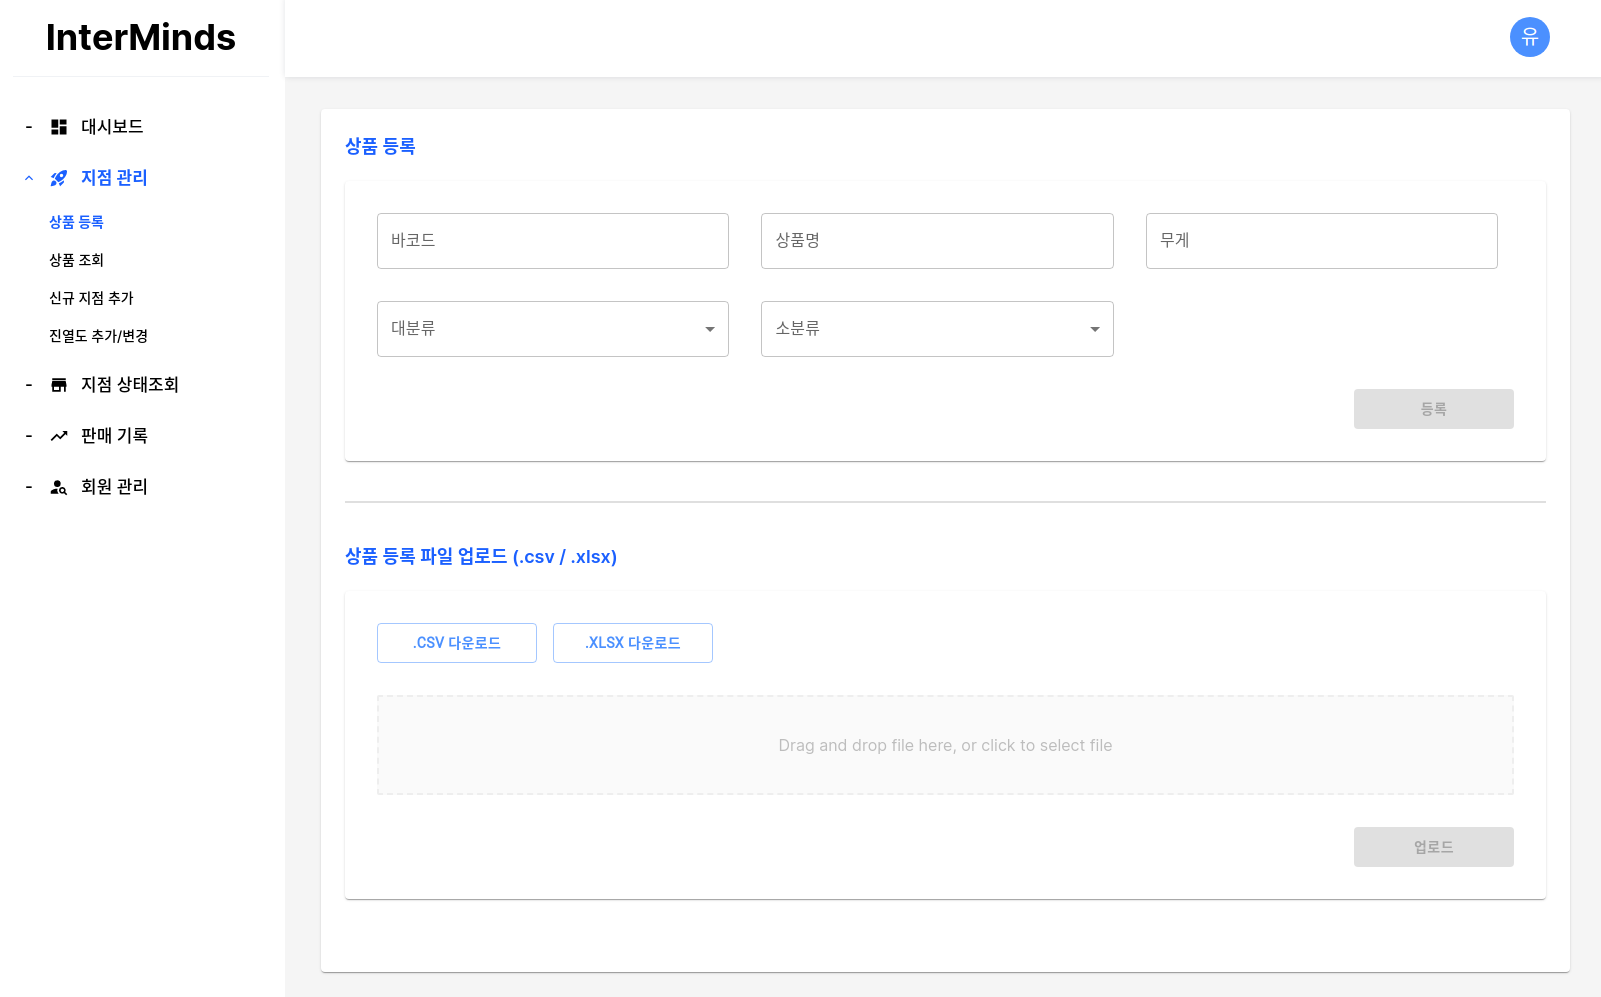 InterMinds
유
- 대시보드
지점 관리
상품 등록
상품 조회
신규 지점 추가
진열도 추가/변경
- 지점 상태조회
- 판매 기록
- 회원 관리
상품 등록
바코드 상품명 무게
대분류 소분류
등록
상품 등록 파일 업로드 (.csv / .xlsx)
.CSV 다운로드 .XLSX 다운로드
Drag and drop file here, or click to select file
업로드